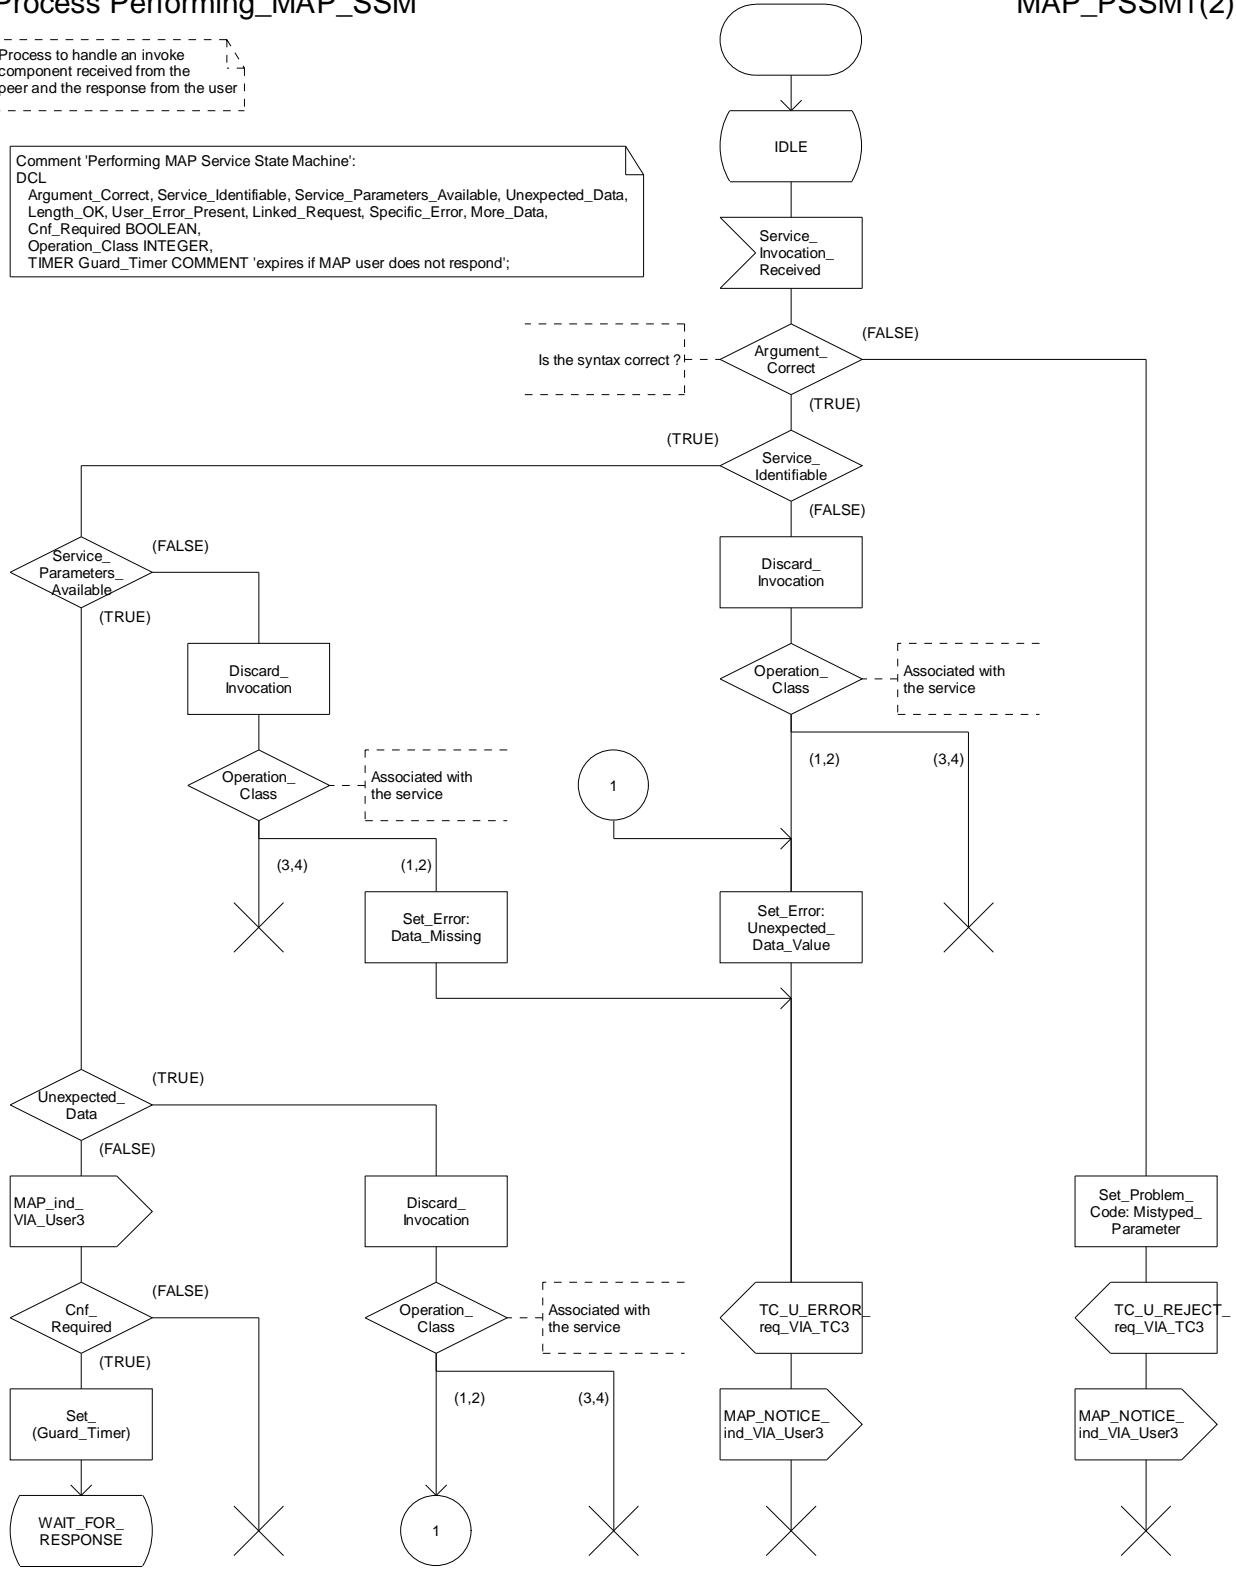 Process Performing_MAP_SSM
MAP_PSSM1(2)
Process to handle an invoke
component received from the
peer and the response from the user
IDLE
Comment 'Performing MAP Service State Machine':
DCL
Argument_Correct, Service_Identifiable, Service_Parameters_Available, Unexpected_Data,
Length_OK, User_Error_Present, Linked_Request, Specific_Error, More_Data,
Cnf_Required BOOLEAN,
Operation_Class INTEGER,
TIMER Guard_Timer COMMENT 'expires if MAP user does not respond';
Service_
Invocation_
Received
(FALSE)
Is the syntax correct ?
Argument_
Correct
(TRUE)
(TRUE)
Service_
Identifiable
(FALSE)
(FALSE)
Service_
Parameters_
Available
(TRUE)
Discard_
Invocation
Discard_
Invocation
Operation_
Class
Associated with
the service
(1,2)
(3,4)
Operation_
Class
Associated with
the service
1
(3,4)
(1,2)
Set_Error:
Data_Missing
Set_Error:
Unexpected_
Data_Value
(TRUE)
Unexpected_
Data
(FALSE)
MAP_ind_
VIA_User3
Discard_
Invocation
Set_Problem_
Code: Mistyped_
Parameter
(FALSE)
Cnf_
Required
(TRUE)
Operation_
Class
Associated with
the service
TC_U_ERROR_
req_VIA_TC3
TC_U_REJECT_
req_VIA_TC3
(1,2)
(3,4)
Set_
(Guard_Timer)
MAP_NOTICE_
ind_VIA_User3
MAP_NOTICE_
ind_VIA_User3
WAIT_FOR_
RESPONSE
1